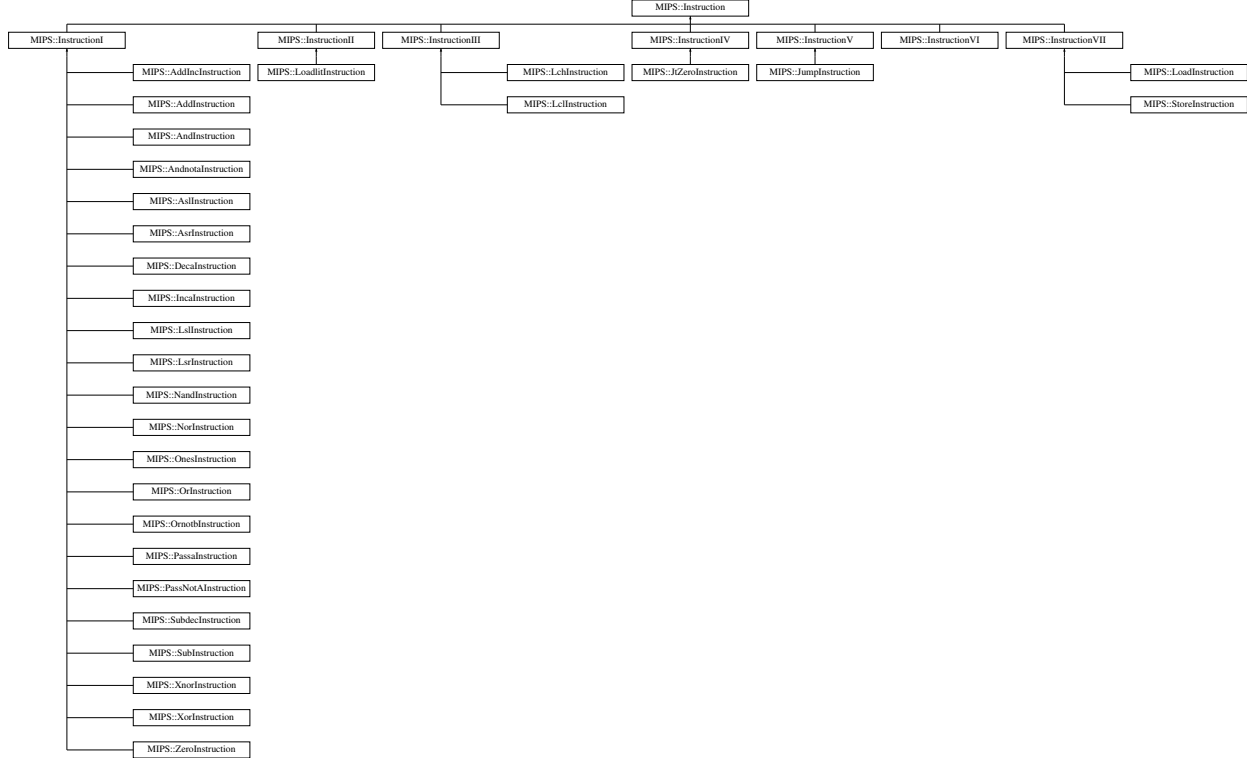 MIPS::Instruction
MIPS::InstructionI MIPS::InstructionII MIPS::InstructionIII MIPS::InstructionIV MIPS::InstructionV MIPS::InstructionVI MIPS::InstructionVII
MIPS::AddIncInstruction MIPS::LoadlitInstruction MIPS::LchInstruction MIPS::JtZeroInstruction MIPS::JumpInstruction MIPS::LoadInstruction
MIPS::AddInstruction MIPS::LclInstruction MIPS::StoreInstruction
MIPS::AndInstruction
MIPS::AndnotaInstruction
MIPS::AslInstruction
MIPS::AsrInstruction
MIPS::DecaInstruction
MIPS::IncaInstruction
MIPS::LslInstruction
MIPS::LsrInstruction
MIPS::NandInstruction
MIPS::NorInstruction
MIPS::OnesInstruction
MIPS::OrInstruction
MIPS::OrnotbInstruction
MIPS::PassaInstruction
MIPS::PassNotAInstruction
MIPS::SubdecInstruction
MIPS::SubInstruction
MIPS::XnorInstruction
MIPS::XorInstruction
MIPS::ZeroInstruction